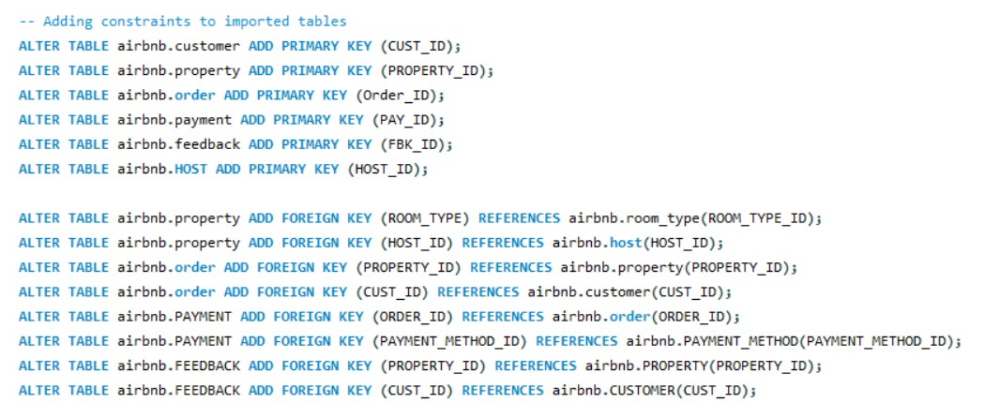 -- Adding constraints to imported tables
ALTER TABLE airbnb.customer ADD PRIMARY KEY (CUST_ID);
ALTER TABLE airbnb.property ADD PRIMARY KEY (PROPERTY_ID);
ALTER TABLE airbnb.order ADD PRIMARY KEY (Order_ID);
ALTER TABLE airbnb.payment ADD PRIMARY KEY (PAY_ID);
ALTER TABLE airbnb.feedback ADD PRIMARY KEY (FBK_ID);
ALTER TABLE airbnb.HOST ADD PRIMARY KEY (HOST_ID);
ALTER TABLE airbnb.property ADD FOREIGN KEY (ROOM_TYPE) REFERENCES airbnb.room_type(ROOM_TYPE_ID);
ALTER TABLE airbnb.property ADD FOREIGN KEY (HOST_ID) REFERENCES airbnb.host(HOST_ID);
ALTER TABLE airbnb.order ADD FOREIGN KEY (PROPERTY_ID) REFERENCES airbnb.property(PROPERTY_ID);
ALTER TABLE airbnb.order ADD FOREIGN KEY (CUST_ID) REFERENCES airbnb.customer(CUST_ID);
ALTER TABLE airbnb.PAYMENT ADD FOREIGN KEY (ORDER_ID) REFERENCES airbnb.order(ORDER_ID);
ALTER TABLE airbnb.PAYMENT ADD FOREIGN KEY (PAYMENT_METHOD_ID) REFERENCES airbnb.PAYMENT_METHOD(PAYMENT_METHOD_ID);
ALTER TABLE airbnb.FEEDBACK ADD FOREIGN KEY (PROPERTY_ID) REFERENCES airbnb.PROPERTY(PROPERTY_ID);
ALTER TABLE airbnb.FEEDBACK ADD FOREIGN KEY (CUST_ID) REFERENCES airbnb.CUSTOMER(CUST_ID);